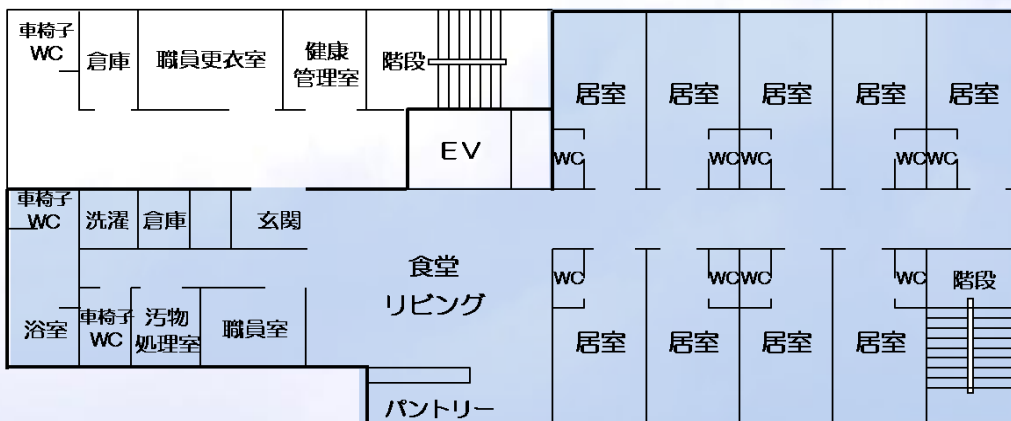 車椅子
WC
倉庫
職員更衣室
健康
管理室
階段
居室
居室
居室
居室
居室
EV
WC
WC
WC
WC
WC
車椅子
WC
洗濯
倉庫
玄関
食堂
リビング
WC
WC
WC
WC
階段
浴室
車椅子
WC
汚物
処理室
職員室
居室
居室
居室
居室
パントリー